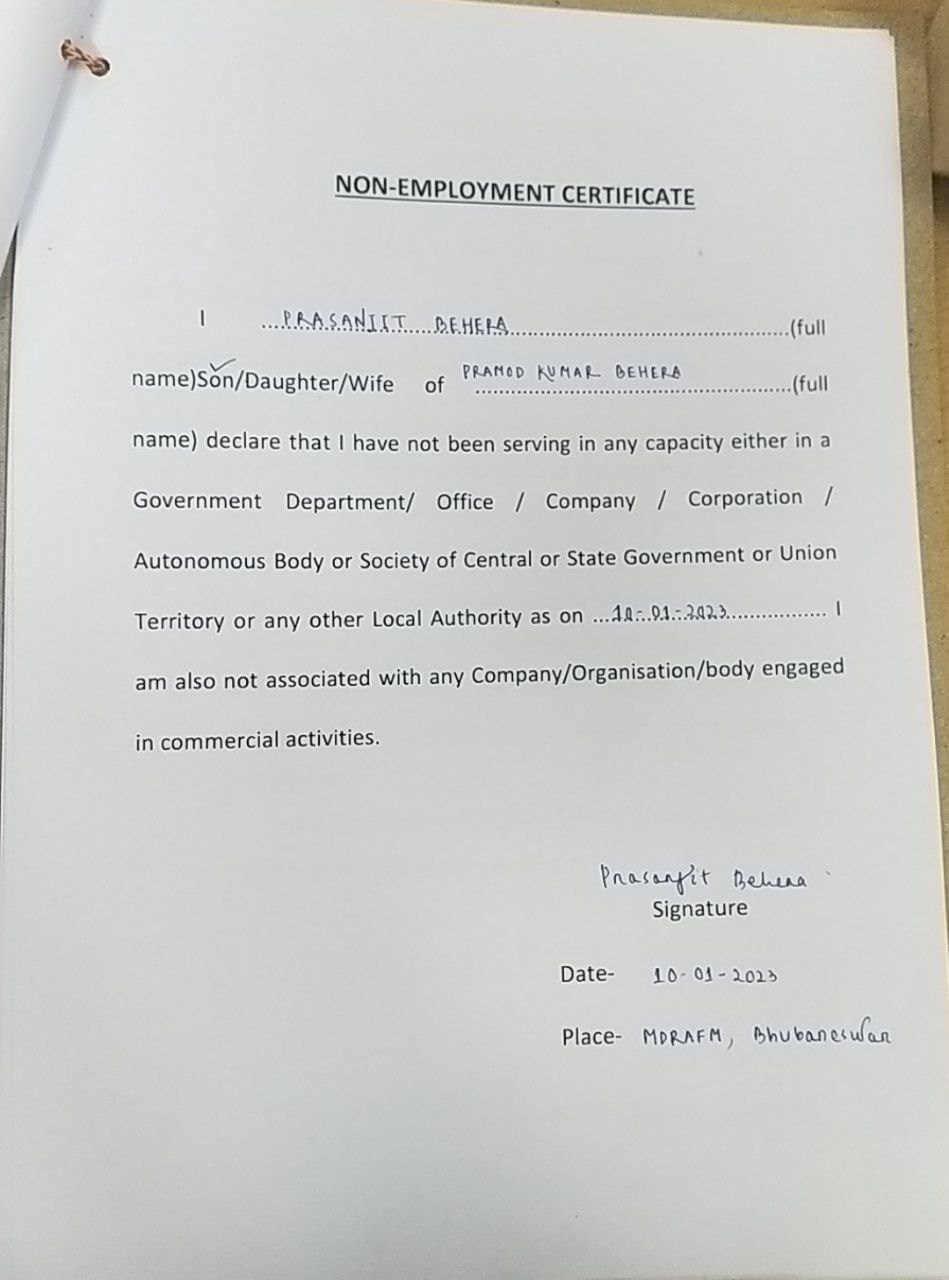 NON-EMPLOYMENT CERTIFICATE
I ....PRASANJIT....BEHERA..................................................(full
name)Son/Daughter/Wife of PRAMOD KUMAR BEHERA ..................................................(full
name) declare that I have not been serving in any capacity either in a
Government Department/ Office / Company / Corporation /
Autonomous Body or Society of Central or State Government or Union
Territory or any other Local Authority as on ...10-01-2023................. I
am also not associated with any Company/Organisation/body engaged
in commercial activities.
Prasanjit Behera
Signature
Date- 10-01-2023
Place- MDRAFM, Bhubaneswar